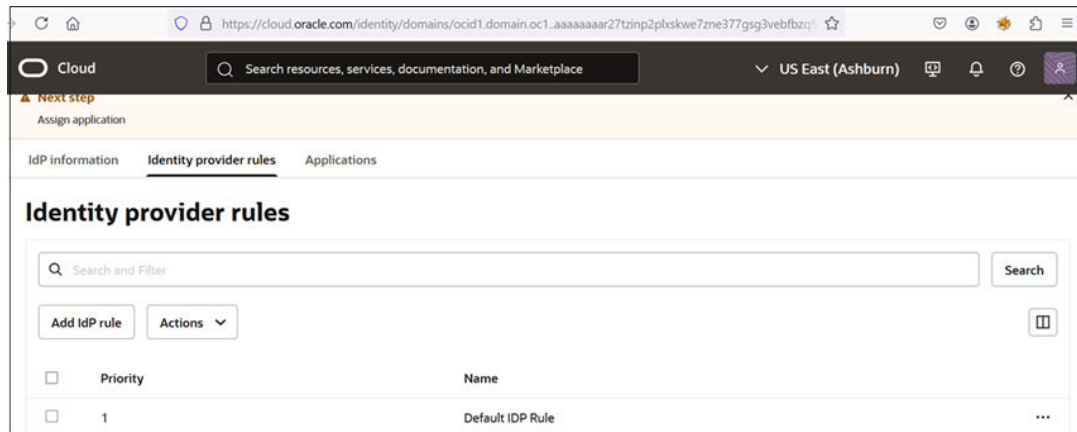 https://cloud.oracle.com/identity/domains/ocid1.domain.oc1..aaaaaaaar27tzinp2plxskwe7zne377gsg3vebfbzq
Cloud
Search resources, services, documentation, and Marketplace
US East (Ashburn)
Next step
Assign application
IdP information
Identity provider rules
Applications
Identity provider rules
Search and Filter
Search
Add IdP rule
Actions
Priority
Name
1
Default IDP Rule